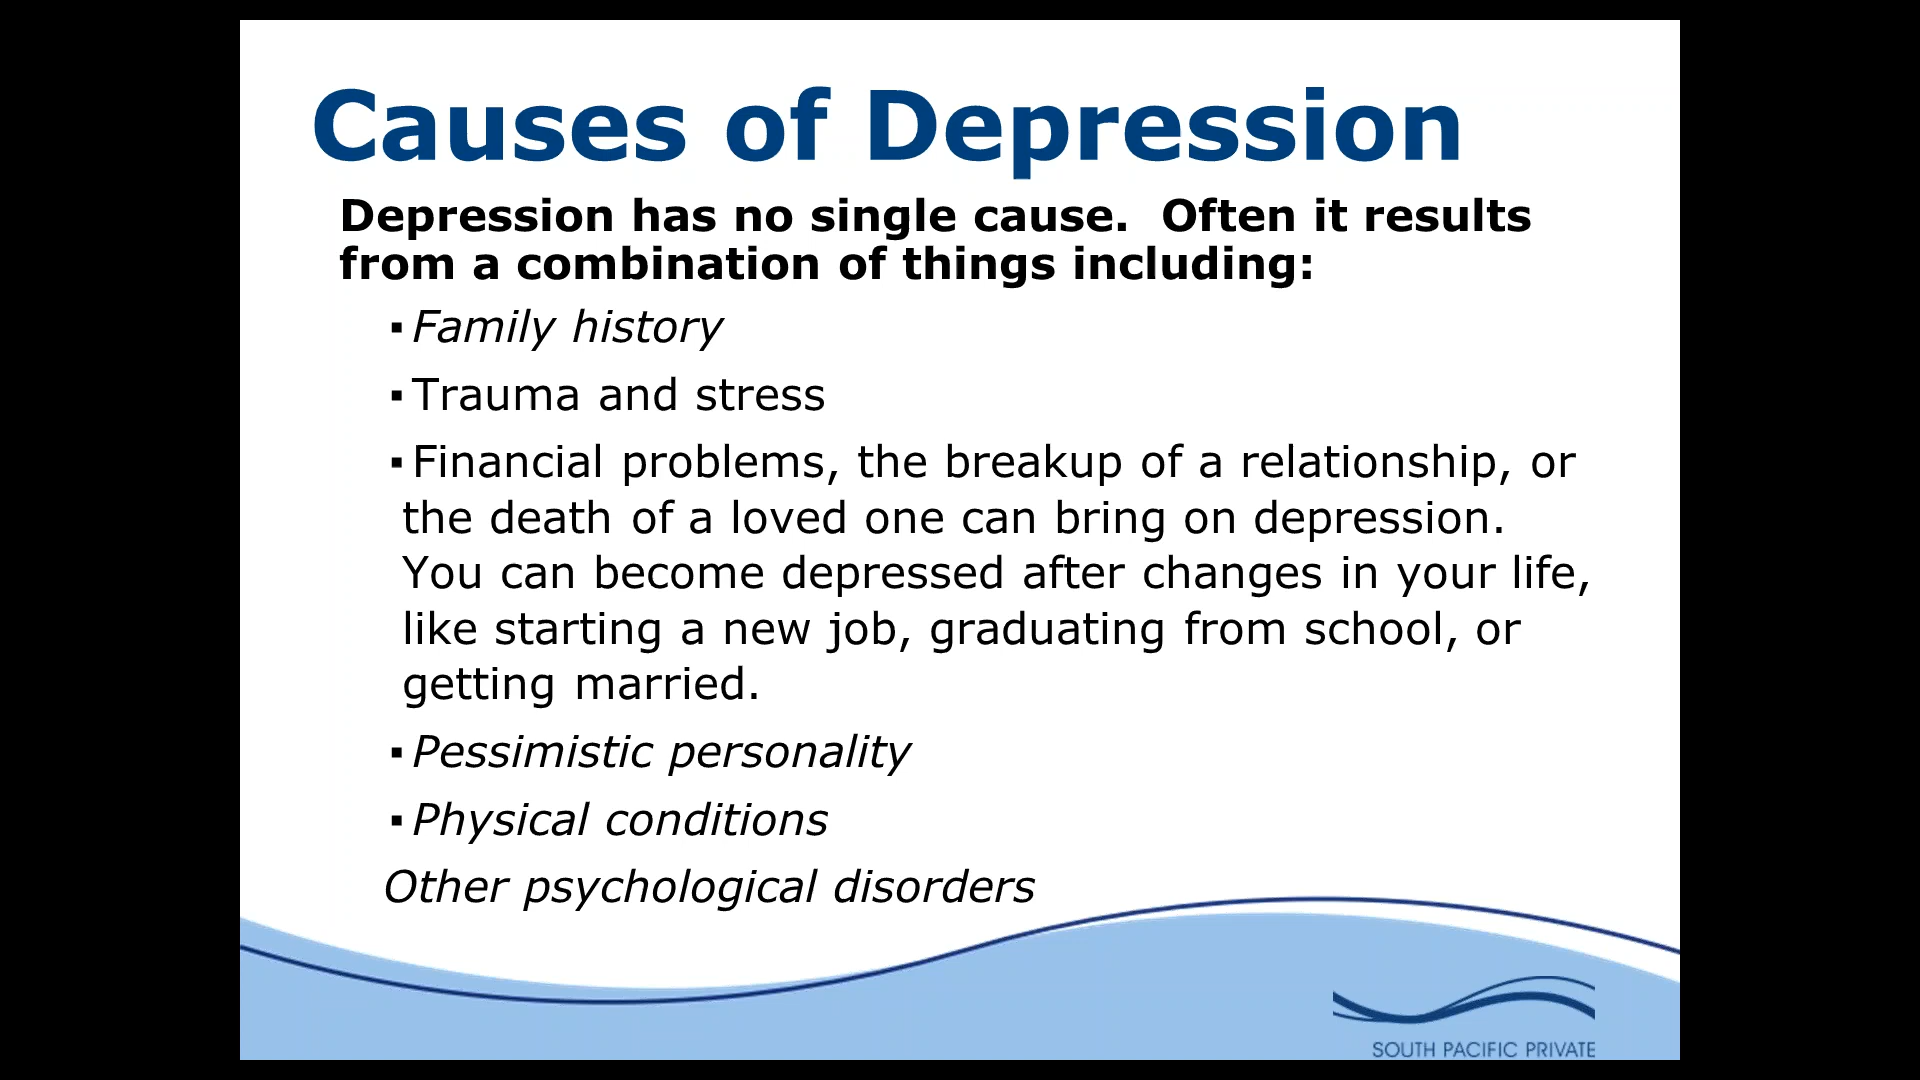 Causes of Depression
Depression has no single cause.  Often it results
from a combination of things including:
▪Family history
▪Trauma and stress
▪Financial problems, the breakup of a relationship, or
the death of a loved one can bring on depression.
You can become depressed after changes in your life,
like starting a new job, graduating from school, or
getting married.
▪Pessimistic personality
▪Physical conditions
Other psychological disorders
SOUTH PACIFIC PRIVATE